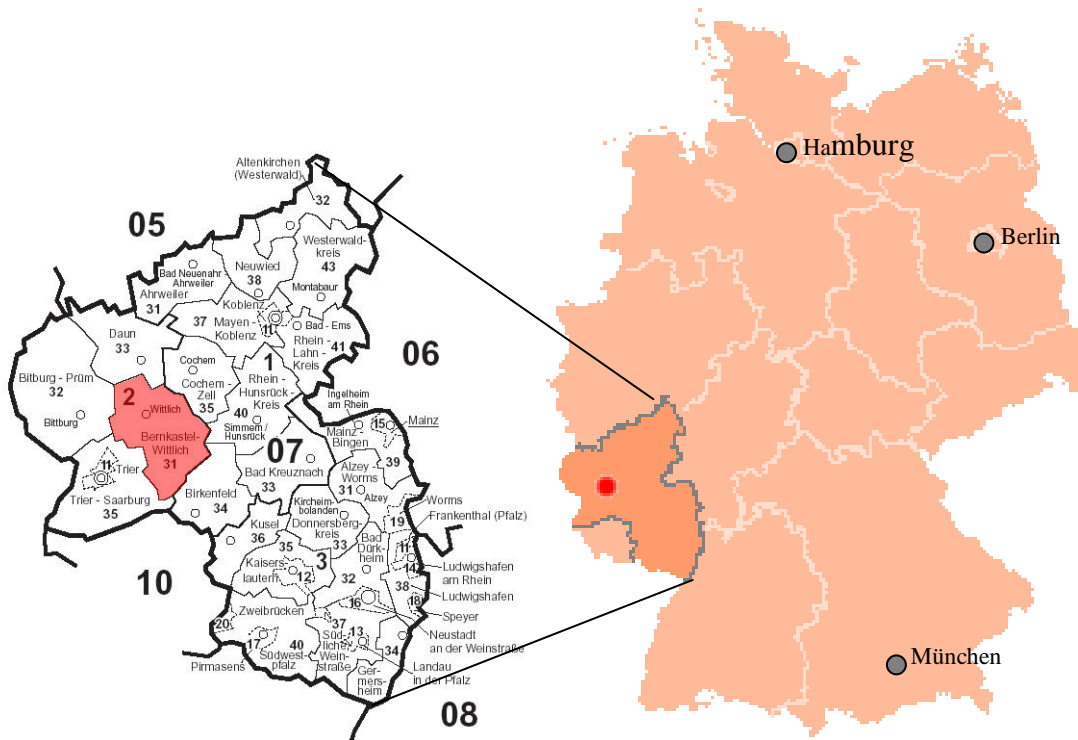 Altenkirchen
(Westerwald)
32
05
Westerwald-
kreis
43
Montabaur
Neuwied
38
Bad Neuenahr-
Ahrweiler
Ahrweiler
31
Koblenz
11
37
Mayen -
Koblenz
Bad - Ems
Rhein -
Lahn -
Kreis
41
06
Daun
33
Cochem
Cochem -
Zell
35
1
Rhein -
Hunsrück -
Kreis
40
Simmern /
Hunsrück
Bitburg - Prüm
32
Bittburg
2
Wittlich
Bernkastel-
Wittlich
31
Ingelheim
am Rhein
15
Mainz
Mainz -
Bingen
39
07
11
Trier
Trier - Saarburg
35
Bad Kreuznach
33
Alzey -
Worms
31
Alzey
Birkenfeld
34
Worms
19
Kircheim-
bolanden
Donnersberg-
kreis
33
Frankenthal (Pfalz)
Kusel
36
Bad
Dürk-
heim
32
11
10
35
Kaisers
lautern
12
3
14
Ludwigshafen
am Rhein
38
Ludwigshafen
16
18
Speyer
Zweibrücken
20
37
Neustadt
an der Weinstraße
17
Pirmasens
40
Südwest-
pfalz
Süd-
liche
Wein-
straße
13
34
Landau
in der Pfalz
Ger-
mers-
heim
08
Hamburg
Berlin
München